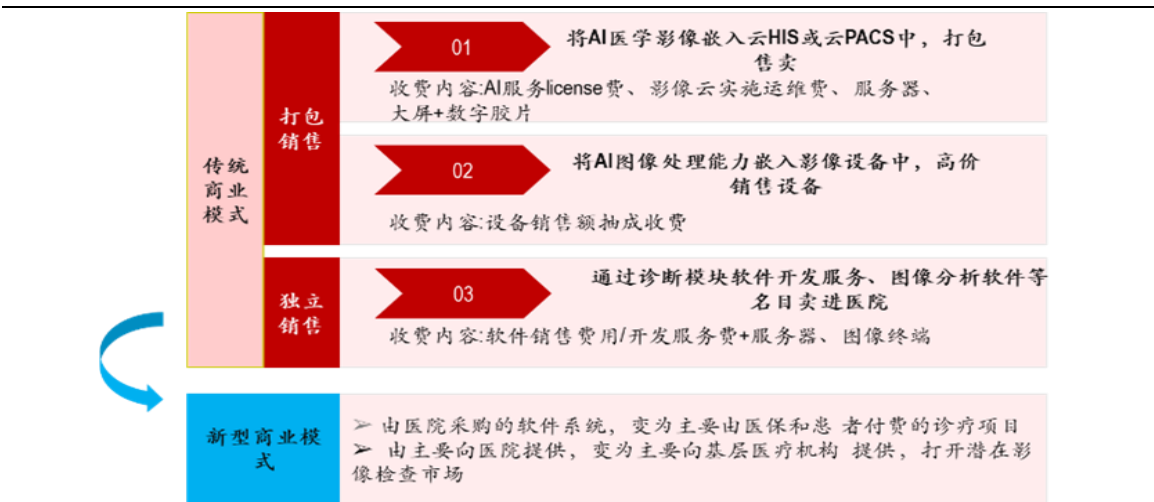 传统
商业
模式
打包
销售
01
将AI医学影像嵌入云HIS或云PACS中，打包
售卖
收费内容:AI服务license费、影像云实施运维费、服务器、
大屏+数字胶片
02
将AI图像处理能力嵌入影像设备中，高价
销售设备
收费内容:设备销售额抽成收费
独立
销售
03
通过诊断模块软件开发服务、图像分析软件等
名目卖进医院
收费内容:软件销售费用/开发服务费+服务器、图像终端
新型商业模
式
➢ 由医院采购的软件系统，变为主要由医保和患 者付费的诊疗项目
➢ 由主要向医院提供，变为主要向基层医疗机构 提供，打开潜在影
像检查市场